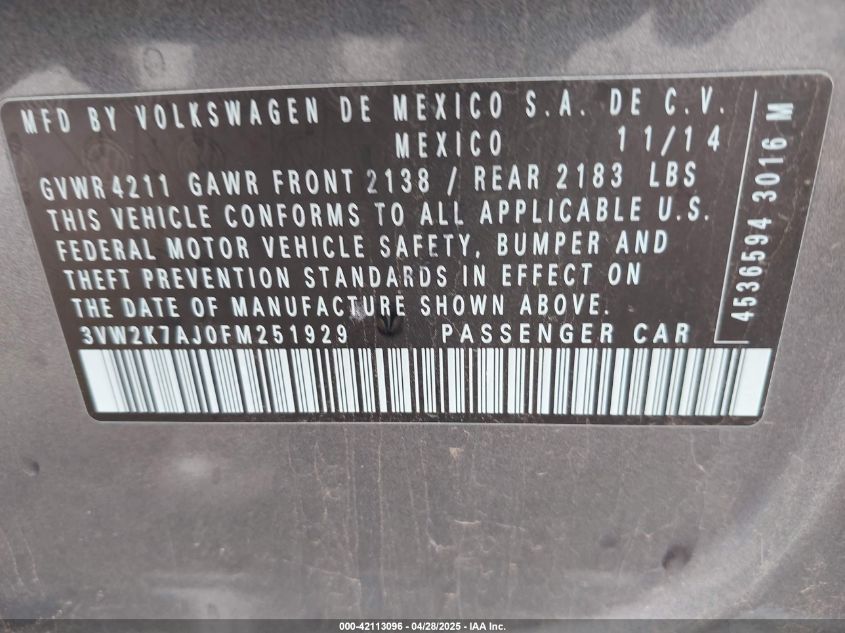 MFD BY VOLKSWAGEN DE MEXICO S.A. DE C.V.
MEXICO 11/14
GVWR 4211 GAWR FRONT 2138 / REAR 2183 LBS
THIS VEHICLE CONFORMS TO ALL APPLICABLE U.S.
FEDERAL MOTOR VEHICLE SAFETY, BUMPER AND
THEFT PREVENTION STANDARDS IN EFFECT ON
THE DATE OF MANUFACTURE SHOWN ABOVE.
3VW2K7AJ0FM251929 PASSENGER CAR
4536594 3016 M
000-42113096 - 04/28/2025 - IAA Inc.